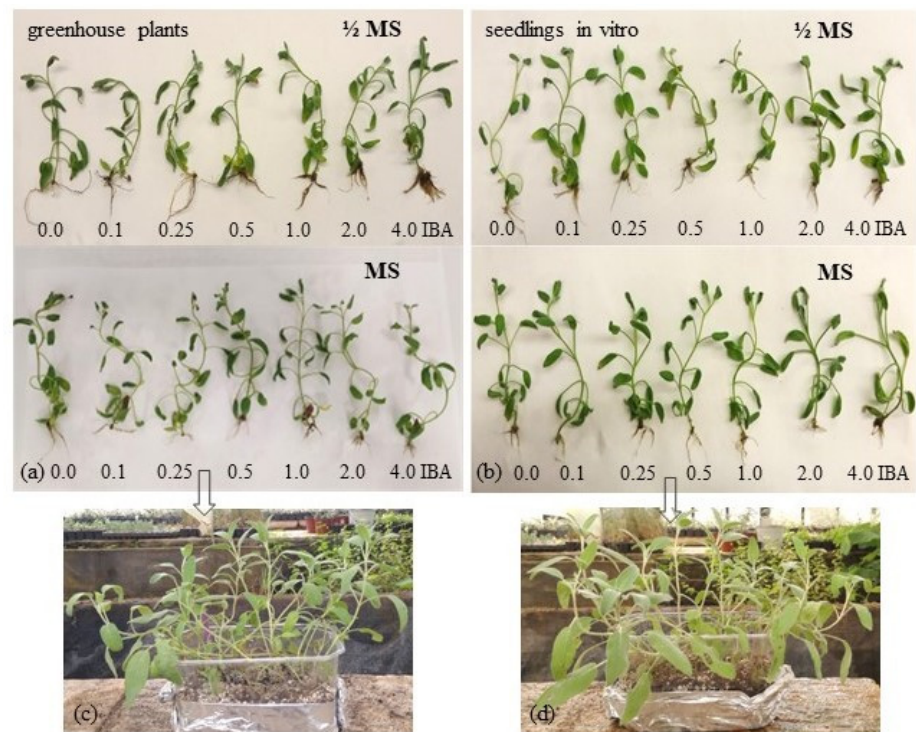 greenhouse plants ½ MS
0.0 0.1 0.25 0.5 1.0 2.0 4.0 IBA
MS
(a) 0.0 0.1 0.25 0.5 1.0 2.0 4.0 IBA
seedlings in vitro ½ MS
0.0 0.1 0.25 0.5 1.0 2.0 4.0 IBA
MS
(b) 0.0 0.1 0.25 0.5 1.0 2.0 4.0 IBA
(c)
(d)